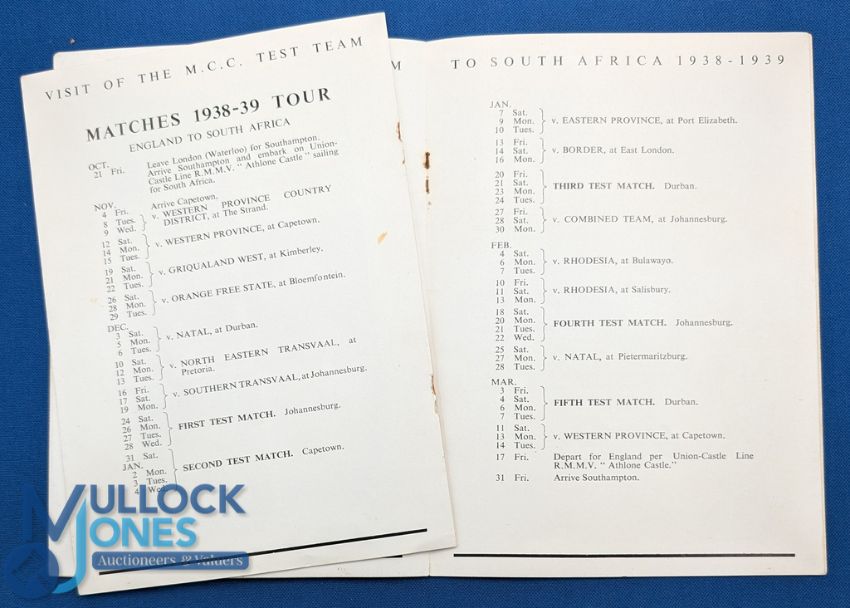 VISIT OF THE M.C.C. TEST TEAM
MATCHES 1938-39 TOUR
ENGLAND TO SOUTH AFRICA
OCT.
21 Fri. Leave London (Waterloo) for Southampton.
Arrive Southampton and embark on Union-
Castle Line R.M.M.V. "Athlone Castle" sailing
for South Africa.
NOV.
4 Fri. Arrive Capetown.
8 Tues. v. WESTERN PROVINCE COUNTRY
9 Wed. DISTRICT, at The Strand.
12 Sat.
14 Mon. v. WESTERN PROVINCE, at Capetown.
15 Tues.
19 Sat.
21 Mon. v. GRIQUALAND WEST, at Kimberley.
22 Tues.
26 Sat.
28 Mon. v. ORANGE FREE STATE, at Bloemfontein.
29 Tues.
DEC.
3 Sat.
5 Mon. v. NATAL, at Durban.
6 Tues.
10 Sat. v. NORTH EASTERN TRANSVAAL, at
12 Mon. Pretoria.
13 Tues.
16 Fri.
17 Sat. v. SOUTHERN TRANSVAAL, at Johannesburg.
19 Mon.
24 Sat.
26 Mon. FIRST TEST MATCH. Johannesburg.
27 Tues.
28 Wed.
31 Sat.
JAN.
2 Mon. SECOND TEST MATCH. Capetown.
3 Tues.
4 Wed.
M TO SOUTH AFRICA 1938-1939
JAN.
7 Sat.
9 Mon. v. EASTERN PROVINCE, at Port Elizabeth.
10 Tues.
13 Fri.
14 Sat. v. BORDER, at East London.
16 Mon.
20 Fri.
21 Sat. THIRD TEST MATCH. Durban.
23 Mon.
24 Tues.
27 Fri.
28 Sat. v. COMBINED TEAM, at Johannesburg.
30 Mon.
FEB.
4 Sat.
6 Mon. v. RHODESIA, at Bulawayo.
7 Tues.
10 Fri.
11 Sat. v. RHODESIA, at Salisbury.
13 Mon.
18 Sat.
20 Mon. FOURTH TEST MATCH. Johannesburg.
21 Tues.
22 Wed.
25 Sat.
27 Mon. v. NATAL, at Pietermaritzburg.
28 Tues.
MAR.
3 Fri.
4 Sat. FIFTH TEST MATCH. Durban.
6 Mon.
7 Tues.
11 Sat.
13 Mon. v. WESTERN PROVINCE, at Capetown.
14 Tues.
17 Fri. Depart for England per Union-Castle Line
R.M.M.V. "Athlone Castle."
31 Fri. Arrive Southampton.
MULLOCK
JONES
Auctioneers & Valuers